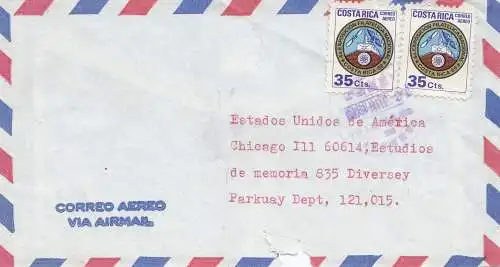 COSTA RICA CORREO AEREO
35 Cts.
COSTA RICA CORREO AEREO
35 Cts.
Estados Unidos de América
Chicago Ill 60614,Estudios
de memoria 835 Diversey
Parkuay Dept, 121,015.
CORREO AEREO
VIA AIRMAIL